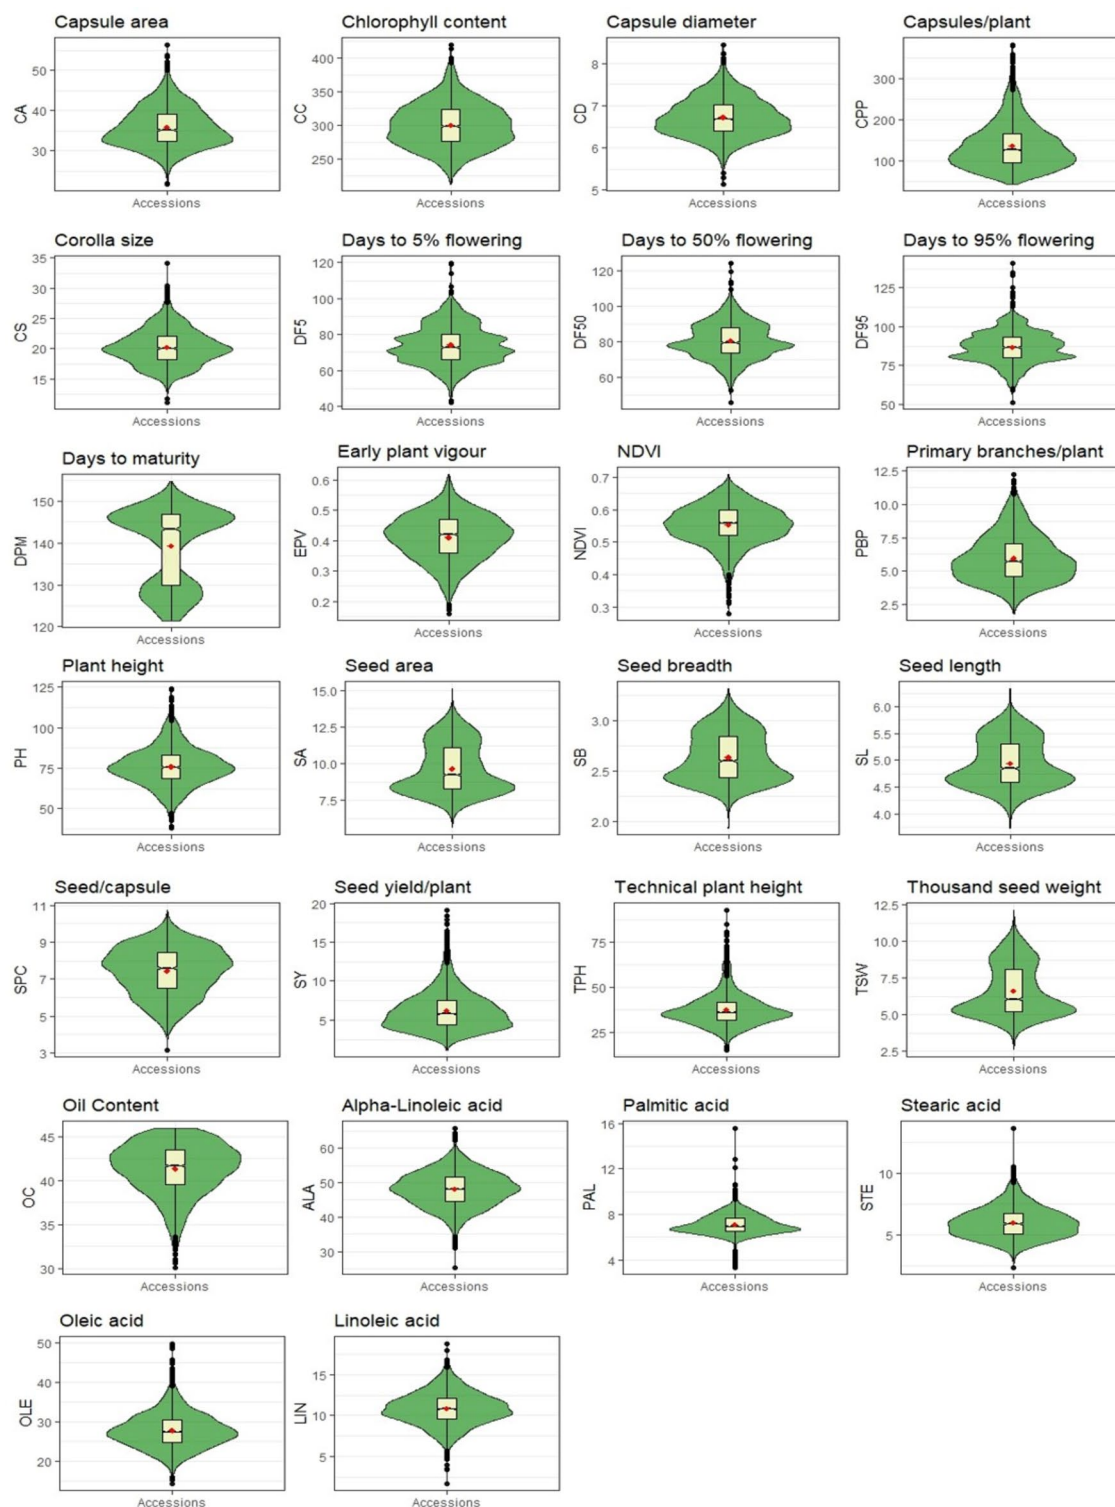 Capsule area
Chlorophyll content
Capsule diameter
Capsules/plant
CA
50
40
30
Accessions
CC
400
350
300
250
Accessions
CD
8
7
6
5
Accessions
CPP
300
200
100
Accessions
Corolla size
Days to 5% flowering
Days to 50% flowering
Days to 95% flowering
CS
35
30
25
20
15
Accessions
DF5
120
100
80
60
40
Accessions
DF50
120
100
80
60
Accessions
DF95
125
100
75
50
Accessions
Days to maturity
Early plant vigour
NDVI
Primary branches/plant
DPM
150
140
130
120
Accessions
EPV
0.6
0.5
0.4
0.3
0.2
Accessions
NDVI
0.7
0.6
0.5
0.4
0.3
Accessions
PBP
12.5
10.0
7.5
5.0
2.5
Accessions
Plant height
Seed area
Seed breadth
Seed length
PH
125
100
75
50
Accessions
SA
15.0
12.5
10.0
7.5
Accessions
SB
3.0
2.5
2.0
Accessions
SL
6.0
5.5
5.0
4.5
4.0
Accessions
Seed/capsule
Seed yield/plant
Technical plant height
Thousand seed weight
SPC
11
9
7
5
3
Accessions
SY
20
15
10
5
Accessions
TPH
75
50
25
Accessions
TSW
12.5
10.0
7.5
5.0
2.5
Accessions
Oil Content
Alpha-Linoleic acid
Palmitic acid
Stearic acid
OC
45
40
35
30
Accessions
ALA
60
50
40
30
Accessions
PAL
16
12
8
4
Accessions
STE
10
5
Accessions
Oleic acid
Linoleic acid
OLE
50
40
30
20
Accessions
LIN
15
10
5
Accessions